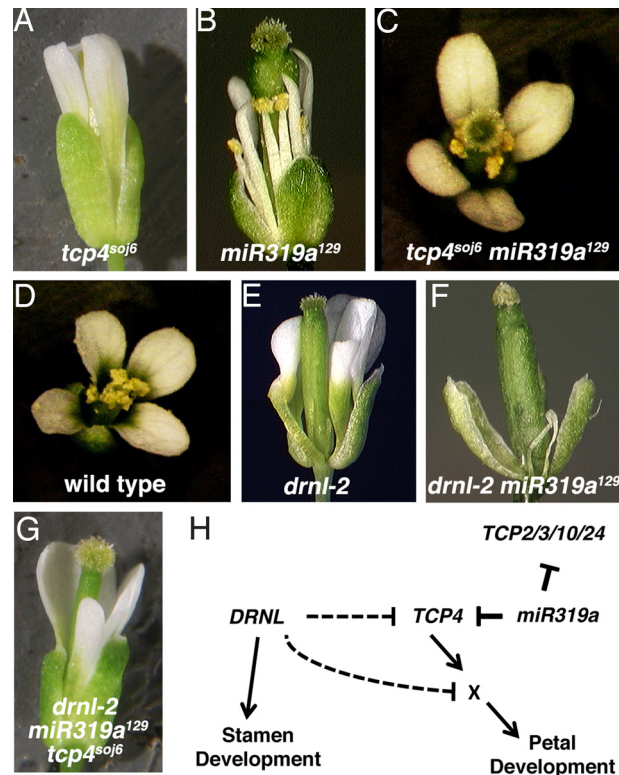 A
tcp4soj6
B
miR319a129
C
tcp4soj6 miR319a129
D
wild type
E
drnl-2
F
drnl-2 miR319a129
G
drnl-2
miR319a129
tcp4soj6
H
TCP2/3/10/24
DRNL TCP4 miR319a
X
Stamen
Development
Petal
Development